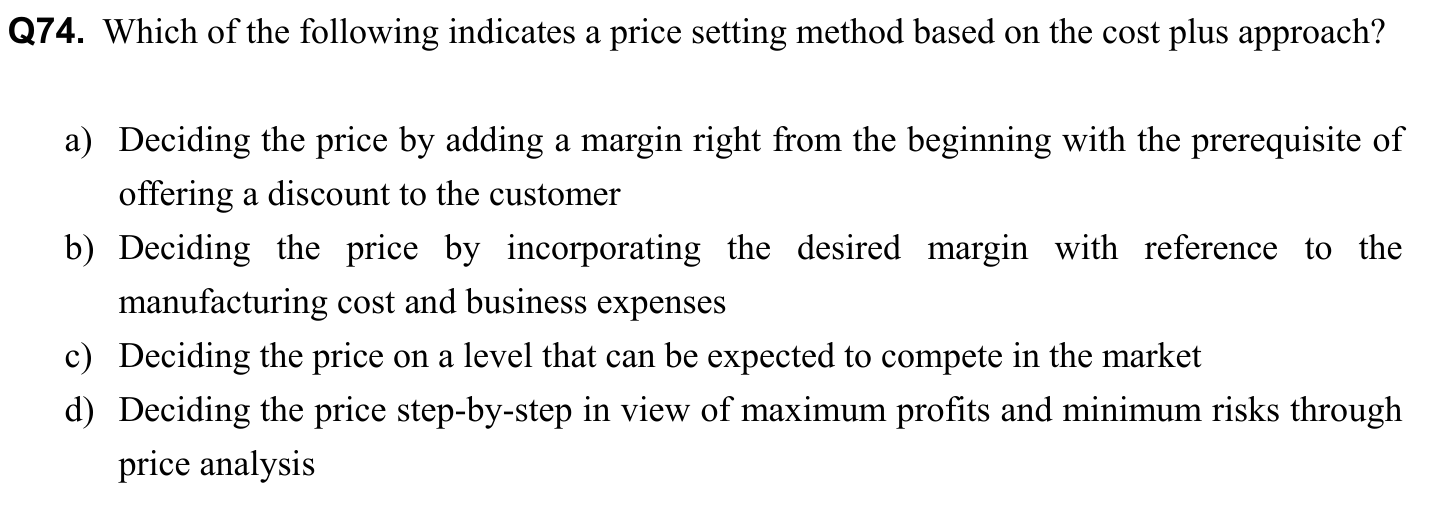 Q74. Which of the following indicates a price setting method based on the cost plus approach?
a) Deciding the price by adding a margin right from the beginning with the prerequisite of
offering a discount to the customer
b) Deciding the price by incorporating the desired margin with reference to the
manufacturing cost and business expenses
c) Deciding the price on a level that can be expected to compete in the market
d) Deciding the price step-by-step in view of maximum profits and minimum risks through
price analysis